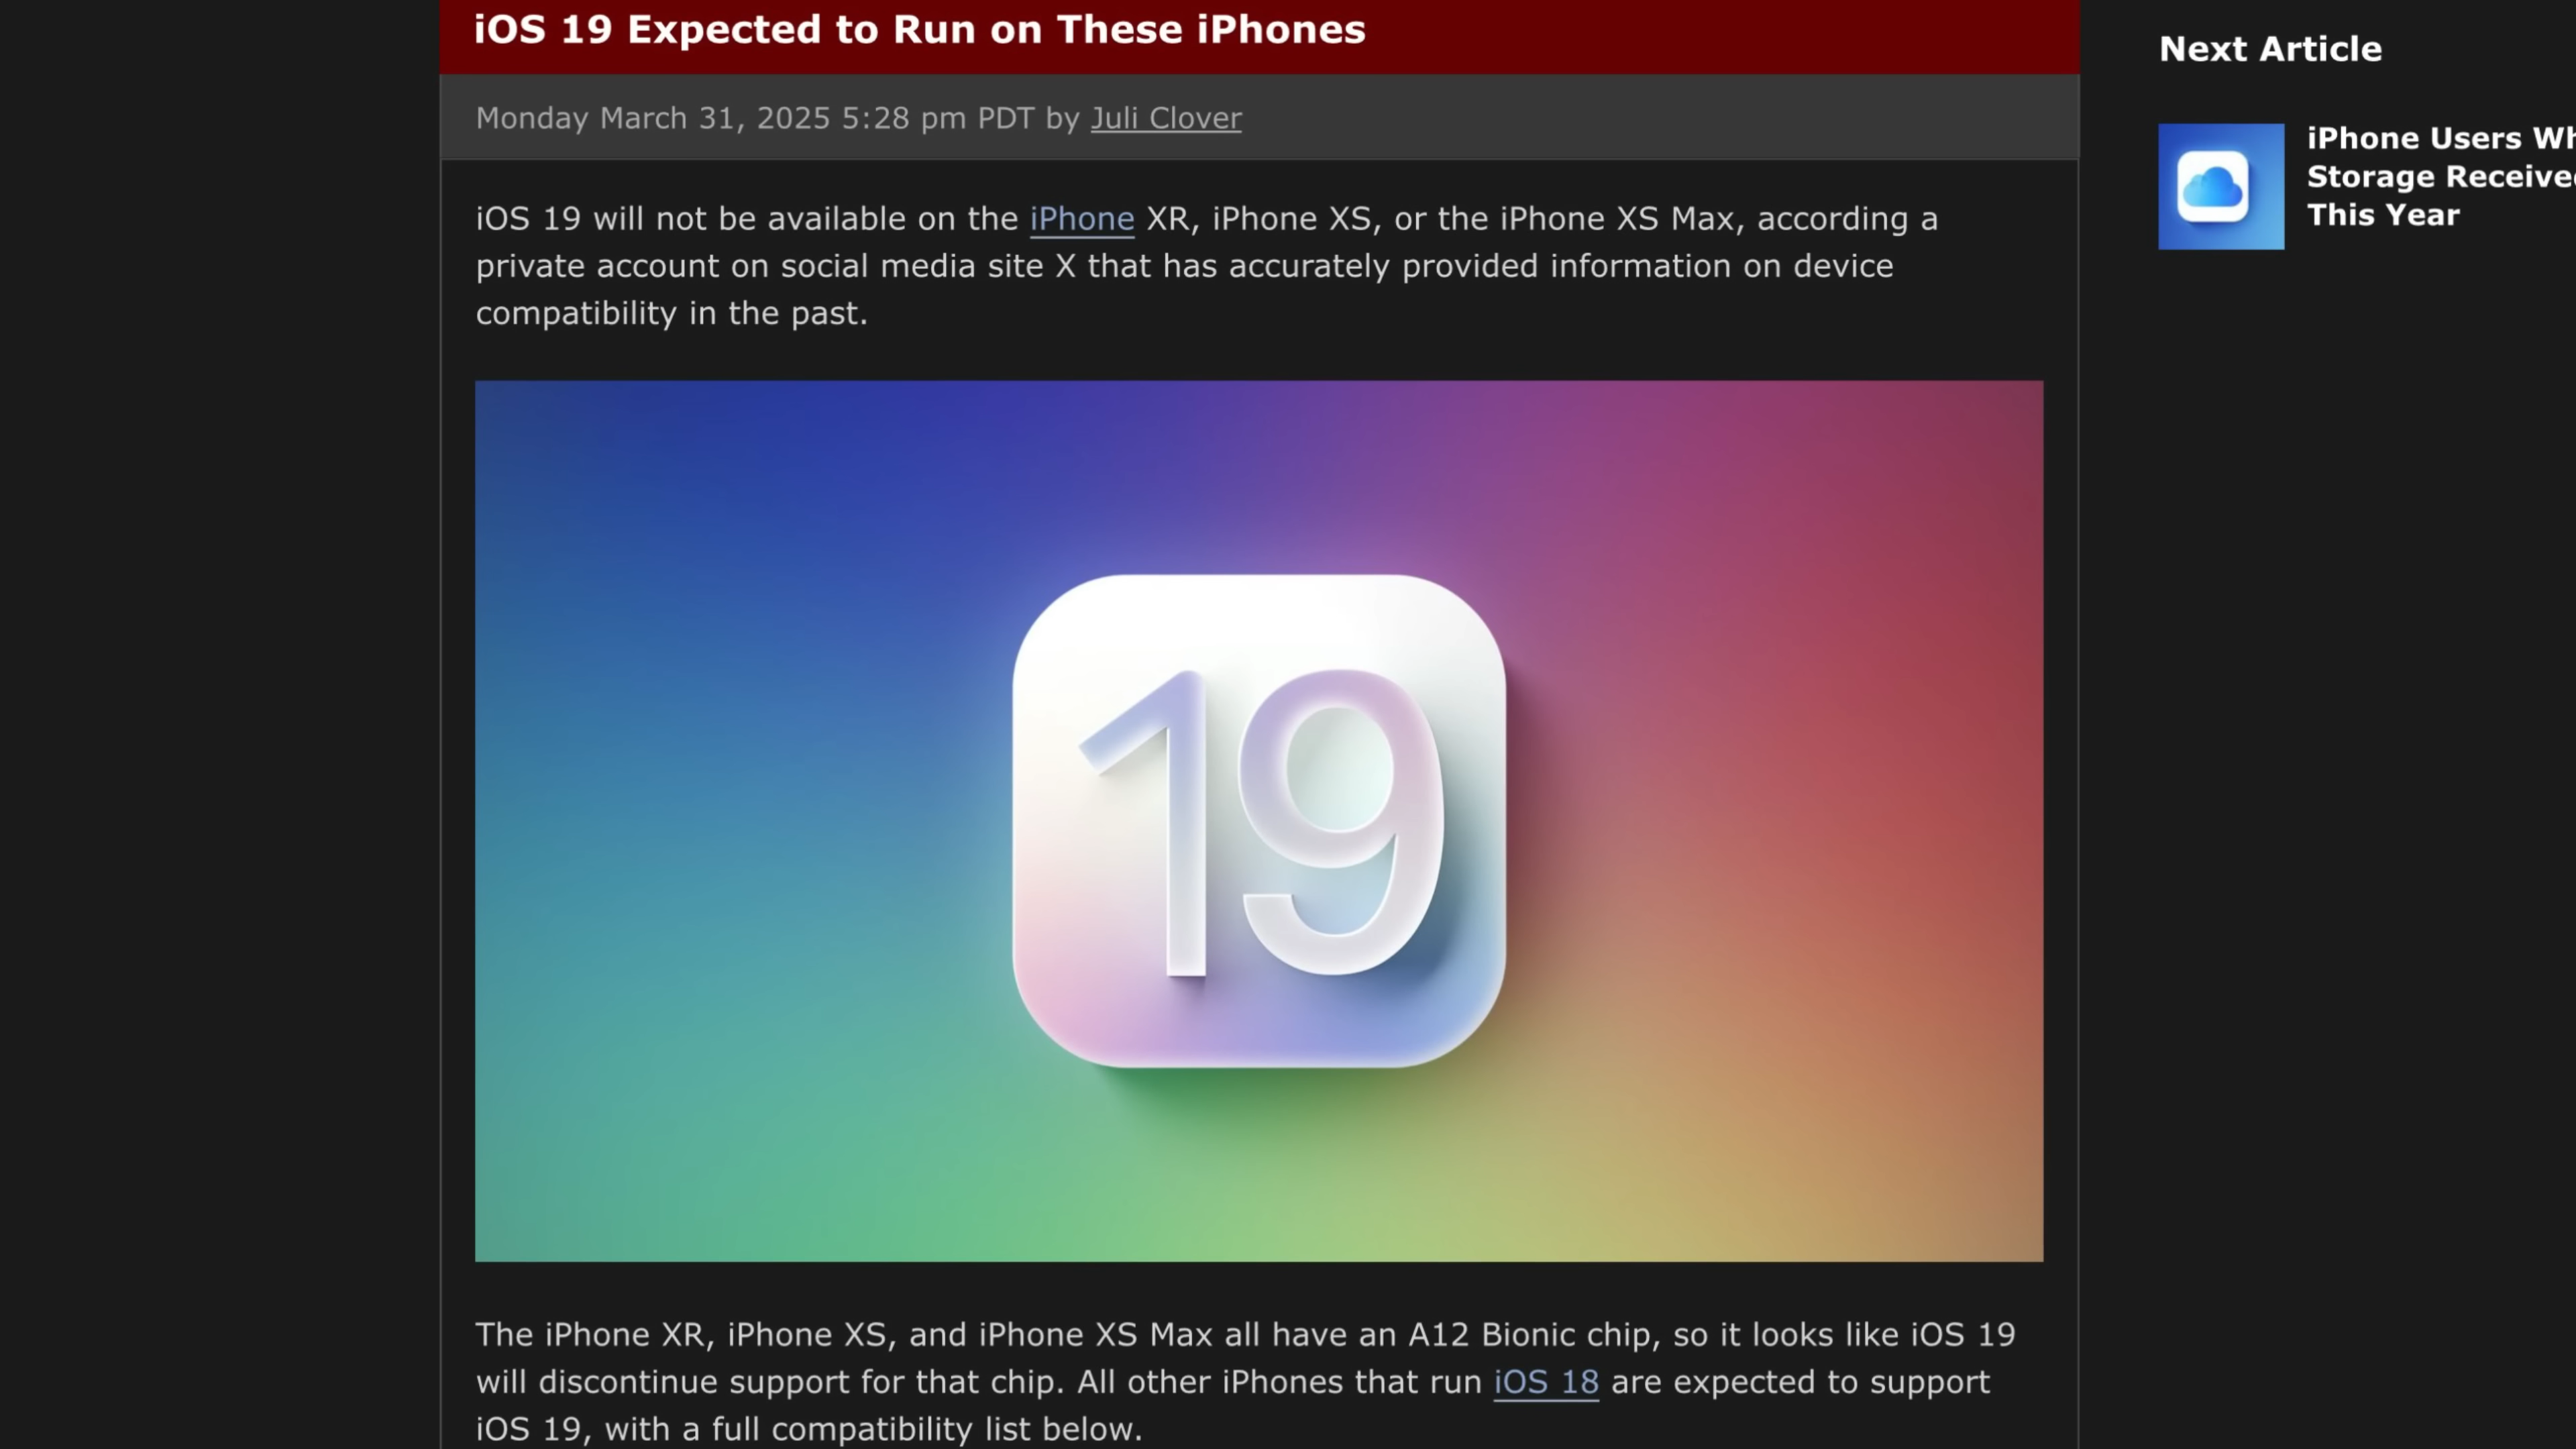 iOS 19 Expected to Run on These iPhones
Monday March 31, 2025 5:28 pm PDT by Juli Clover
iOS 19 will not be available on the iPhone XR, iPhone XS, or the iPhone XS Max, according a
private account on social media site X that has accurately provided information on device
compatibility in the past.
19
The iPhone XR, iPhone XS, and iPhone XS Max all have an A12 Bionic chip, so it looks like iOS 19
will discontinue support for that chip. All other iPhones that run iOS 18 are expected to support
iOS 19, with a full compatibility list below.
Next Article
iPhone Users
Storage
This Year